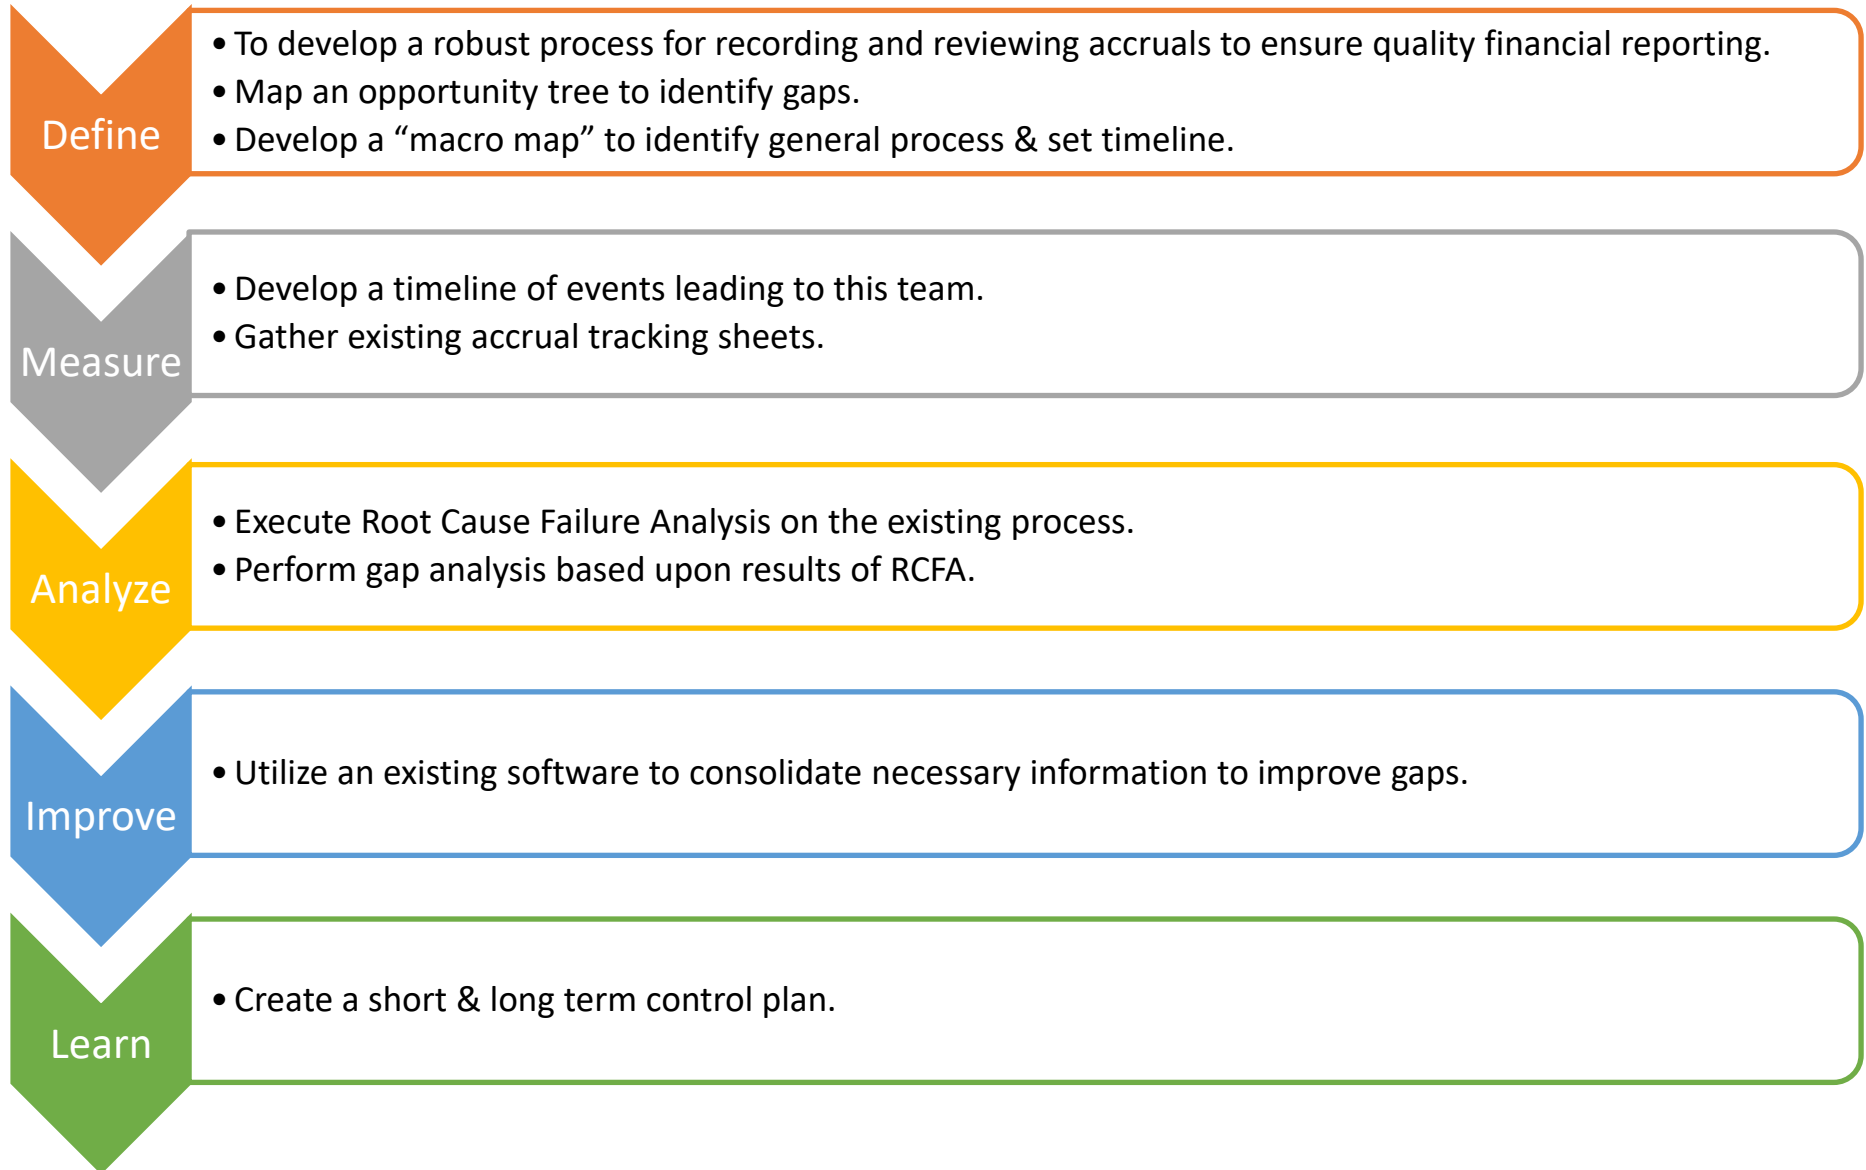 Define
• To develop a robust process for recording and reviewing accruals to ensure quality financial reporting.
• Map an opportunity tree to identify gaps.
• Develop a “macro map” to identify general process & set timeline.
Measure
• Develop a timeline of events leading to this team.
• Gather existing accrual tracking sheets.
Analyze
• Execute Root Cause Failure Analysis on the existing process.
• Perform gap analysis based upon results of RCFA.
Improve
• Utilize an existing software to consolidate necessary information to improve gaps.
Learn
• Create a short & long term control plan.